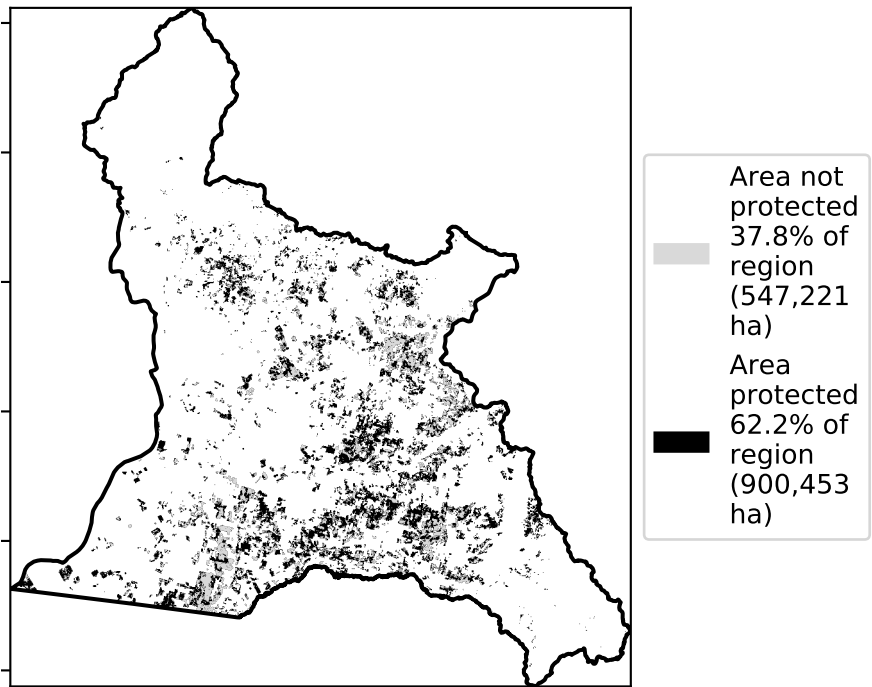 Area not
protected
37.8% of
region
(547,221
ha)
Area
protected
62.2% of
region
(900,453
ha)